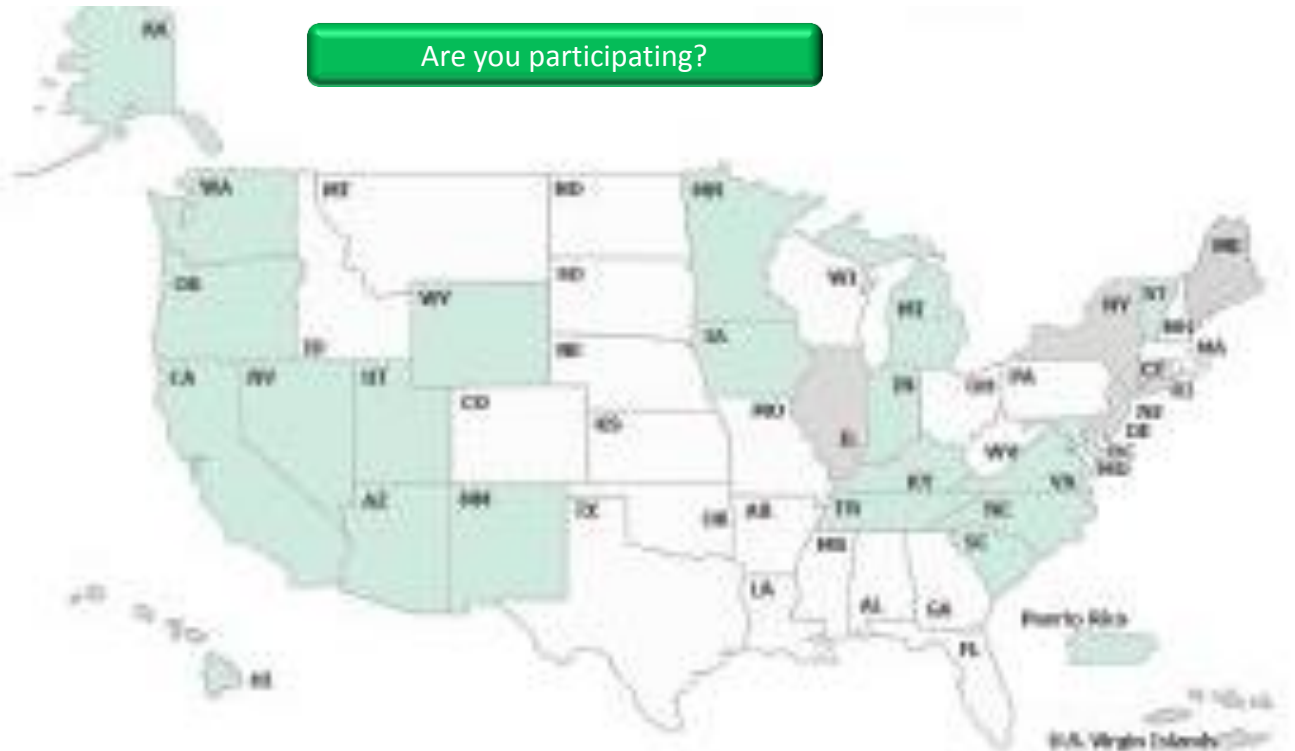 Are you participating?
AK
WA
MT
ND
MN
ME
OR
SD
WI
NY
VT
WY
MI
NH
ID
NE
IA
MA
CA
NV
UT
IN
OH
PA
CT
RI
CO
KS
MO
IL
NJ
DE
WV
DC
MD
KY
VA
AZ
NM
TX
OK
AR
TN
NC
SC
MS
LA
AL
GA
Puerto Rico
FL
HI
U.S. Virgin Islands